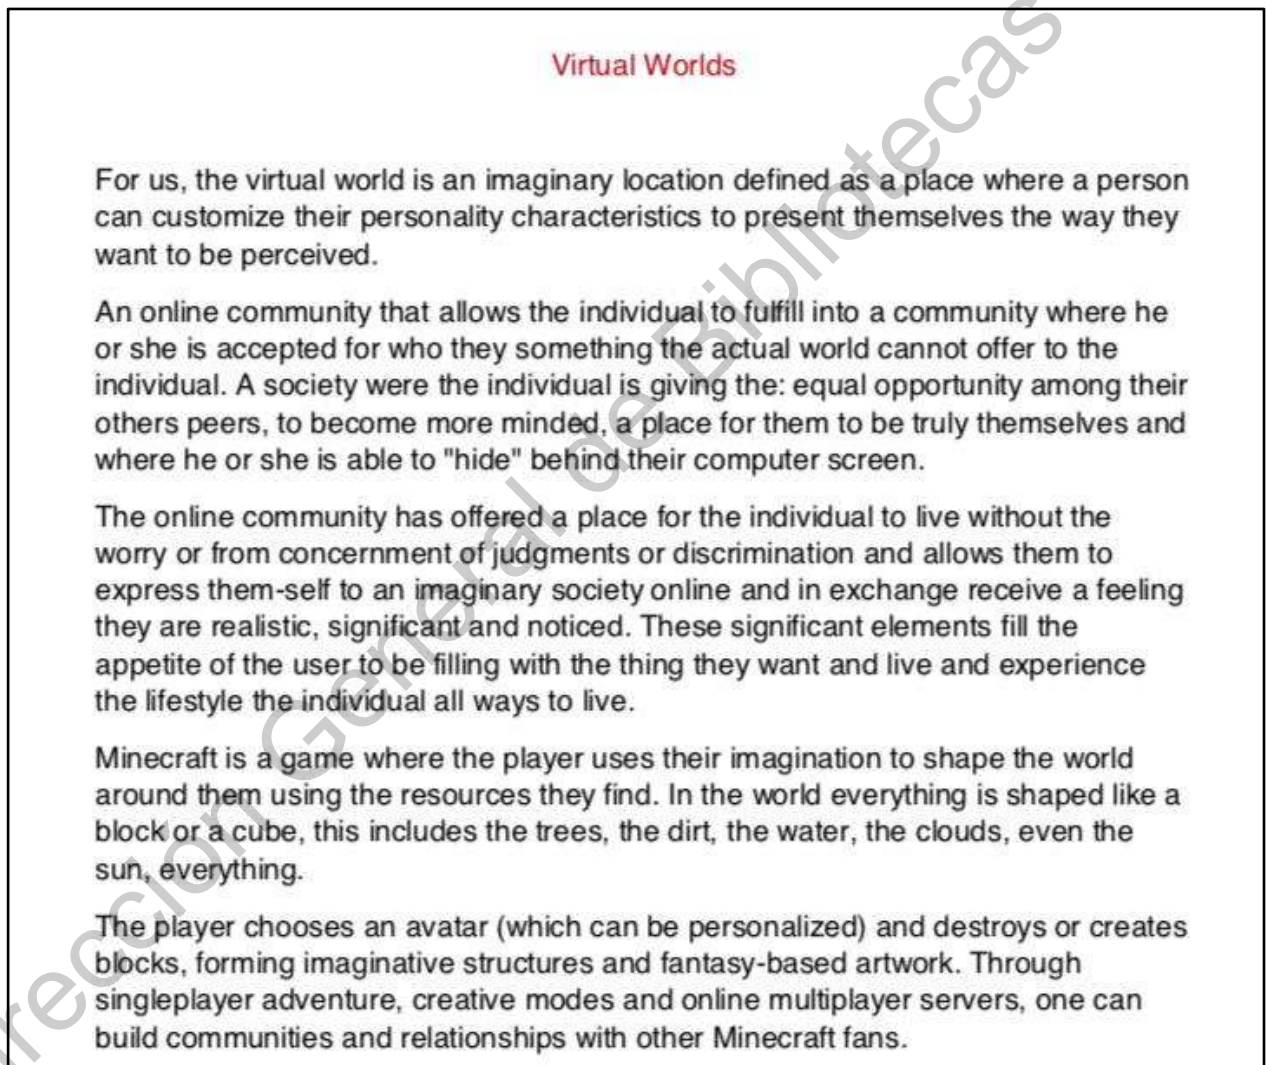 Virtual Worlds
For us, the virtual world is an imaginary location defined as a place where a person
can customize their personality characteristics to present themselves the way they
want to be perceived.
An online community that allows the individual to fulfill into a community where he
or she is accepted for who they something the actual world cannot offer to the
individual. A society were the individual is giving the: equal opportunity among their
others peers, to become more minded, a place for them to be truly themselves and
where he or she is able to "hide" behind their computer screen.
The online community has offered a place for the individual to live without the
worry or from concernment of judgments or discrimination and allows them to
express them-self to an imaginary society online and in exchange receive a feeling
they are realistic, significant and noticed. These significant elements fill the
appetite of the user to be filling with the thing they want and live and experience
the lifestyle the individual all ways to live.
Minecraft is a game where the player uses their imagination to shape the world
around them using the resources they find. In the world everything is shaped like a
block or a cube, this includes the trees, the dirt, the water, the clouds, even the
sun, everything.
The player chooses an avatar (which can be personalized) and destroys or creates
blocks, forming imaginative structures and fantasy-based artwork. Through
singleplayer adventure, creative modes and online multiplayer servers, one can
build communities and relationships with other Minecraft fans.
reccion General de Bibliotecas